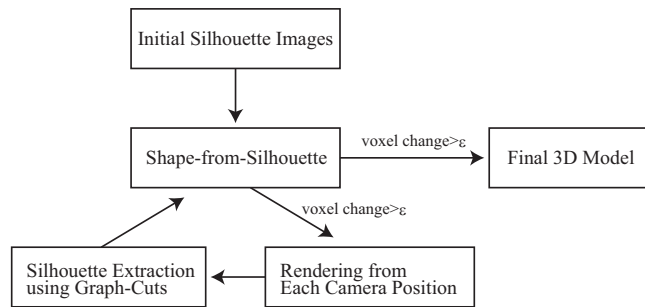 Initial Silhouette Images
Shape-from-Silhouette
voxel change>ε
Final 3D Model
voxel change>ε
Silhouette Extraction
using Graph-Cuts
Rendering from
Each Camera Position